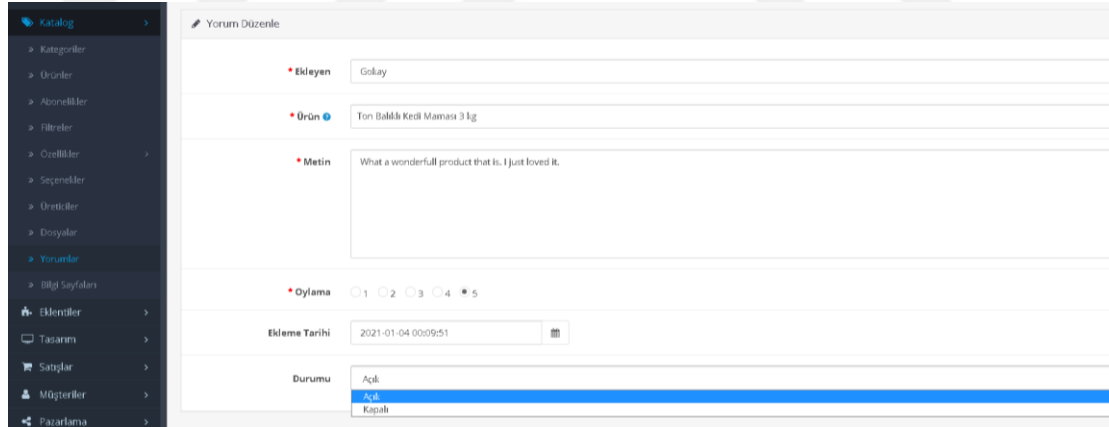 Katalog
Kategoriler
Ürünler
Abonelikler
Filtreler
Özellikler
Seçenekler
Üreticiler
Dosyalar
Yorumlar
Bilgi Sayfaları
Eklentiler
Tasarım
Satışlar
Müşteriler
Pazarlama
Yorum Düzenle
* Ekleyen Gokay
* Ürün Ton Balıklı Kedi Maması 3 kg
* Metin What a wonderfull product that is. I just loved it.
* Oylama 1 2 3 4 5
Ekleme Tarihi 2021-01-04 00:09:51
Durumu Açık
Açık
Kapalı